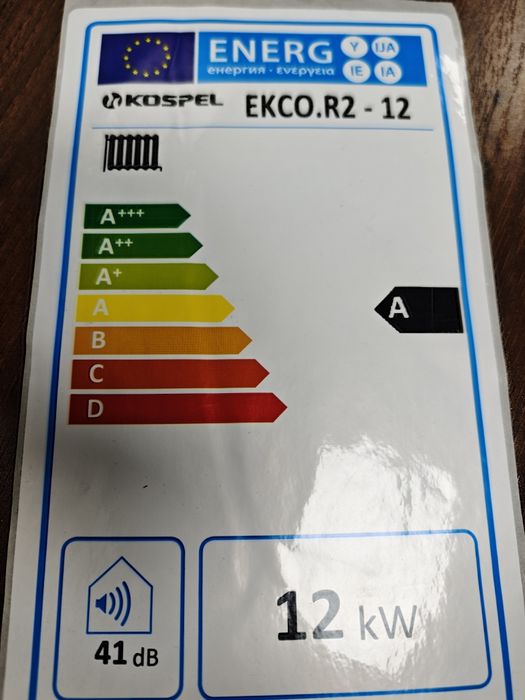 ENERG Y IJA
енергия · ενεργεια IE IA
KOSPEL EKCO.R2 - 12
A+++
A++
A+
A A
B
C
D
12 kW
41 dB